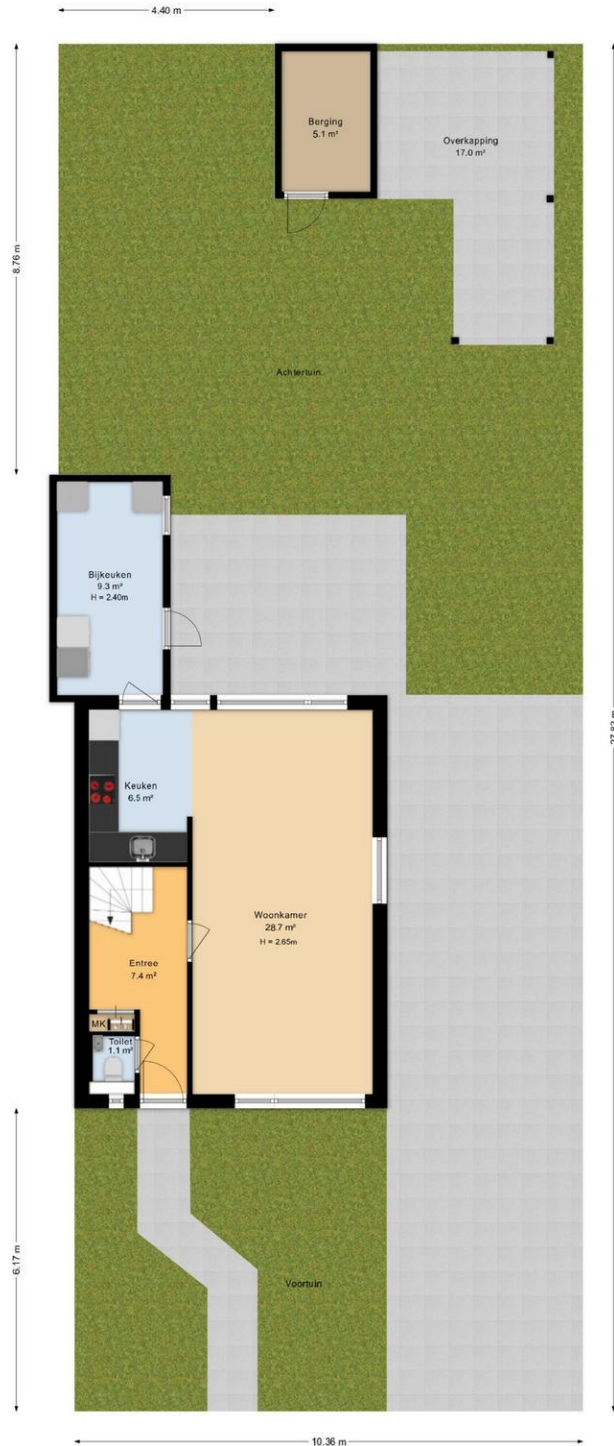 4.40 m
Berging
5.1 m²
Overkapping
17.0 m²
8.76 m
Achtertuin
Bijkeuken
9.3 m²
H = 2.40m
27.83 m
Keuken
6.5 m²
Woonkamer
28.7 m²
H = 2.65m
Entree
7.4 m²
MK
Toilet
1.1 m²
6.17 m
Voortuin
10.36 m